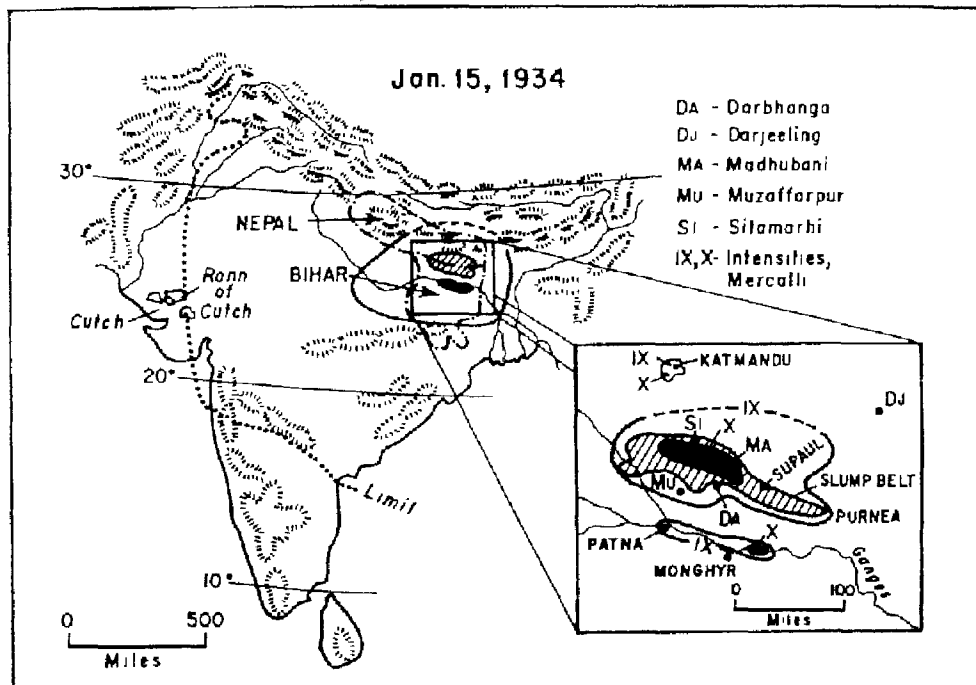 Jan. 15, 1934
DA - Darbhanga
DJ - Darjeeling
MA - Madhubani
MU - Muzaffarpur
SI - Sitamarhi
IX, X - Intensities,
Mercalli
30°
NEPAL
BIHAR
Rann
of
Cutch
Cutch
20°
Limit
10°
0 500
Miles
IX
KATMANDU
X
DJ
IX
SI
X
MA
SUPAUL
SLUMP BELT
MU
DA
PURNEA
PATNA
IX
X
MONGHYR
Ganges
0 100
Miles